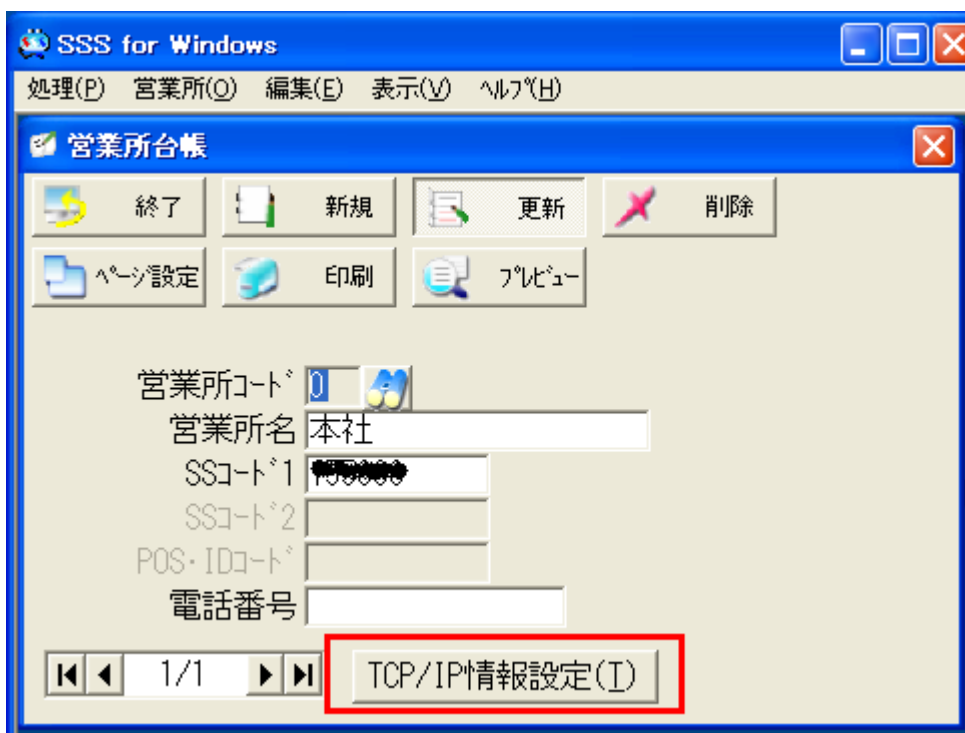 SSS for Windows
処理(P) 営業所(O) 編集(E) 表示(V) ﾍﾙﾌﾟ(H)
営業所台帳
終了 新規 更新 削除
ﾍﾟｰｼﾞ設定 印刷 ﾌﾟﾚﾋﾞｭｰ
営業所ｺｰﾄﾞ 0
営業所名 本社
SSｺｰﾄﾞ1
SSｺｰﾄﾞ2
POS･IDｺｰﾄﾞ
電話番号
1/1 TCP/IP情報設定(T)